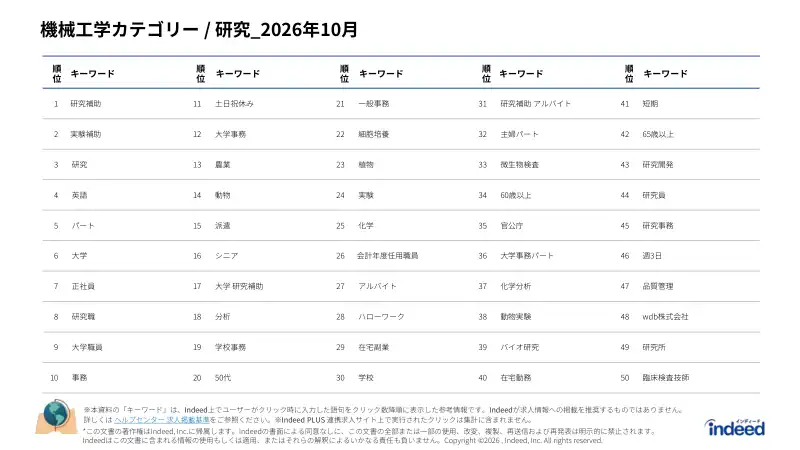 機械工学カテゴリー / 研究_2026年10月
順位 キーワード 順位 キーワード 順位 キーワード 順位 キーワード 順位 キーワード
1 研究補助 11 土日祝休み 21 一般事務 31 研究補助 アルバイト 41 短期
2 実験補助 12 大学事務 22 細胞培養 32 主婦パート 42 65歳以上
3 研究 13 農業 23 植物 33 微生物検査 43 研究開発
4 英語 14 動物 24 実験 34 60歳以上 44 研究員
5 パート 15 派遣 25 化学 35 官公庁 45 研究事務
6 大学 16 シニア 26 会計年度任用職員 36 大学事務パート 46 週3日
7 正社員 17 大学 研究補助 27 アルバイト 37 化学分析 47 品質管理
8 研究職 18 分析 28 ハローワーク 38 動物実験 48 wdb株式会社
9 大学職員 19 学校事務 29 在宅副業 39 バイオ研究 49 研究所
10 事務 20 50代 30 学校 40 在宅勤務 50 臨床検査技師
※本資料の「キーワード」は、Indeed上でユーザーがクリック時に入力した語句をクリック数降順に表示した参考情報です。Indeedが求人情報への掲載を推奨するものではありません。
詳しくは ヘルプセンター 求人掲載基準をご参照ください。※Indeed PLUS 連携求人サイト上で実行されたクリックは集計に含まれません。
*この文書の著作権はIndeed, Inc.に帰属します。Indeedの書面による同意なしに、この文書の全部または一部の使用、改変、複製、再送信および再発表は明示的に禁止されます。
Indeedはこの文書に含まれる情報の使用もしくは適用、またはそれらの解釈によるいかなる責任も負いません。Copyright ©2026 , Indeed, Inc. All rights reserved.
インディード
indeed